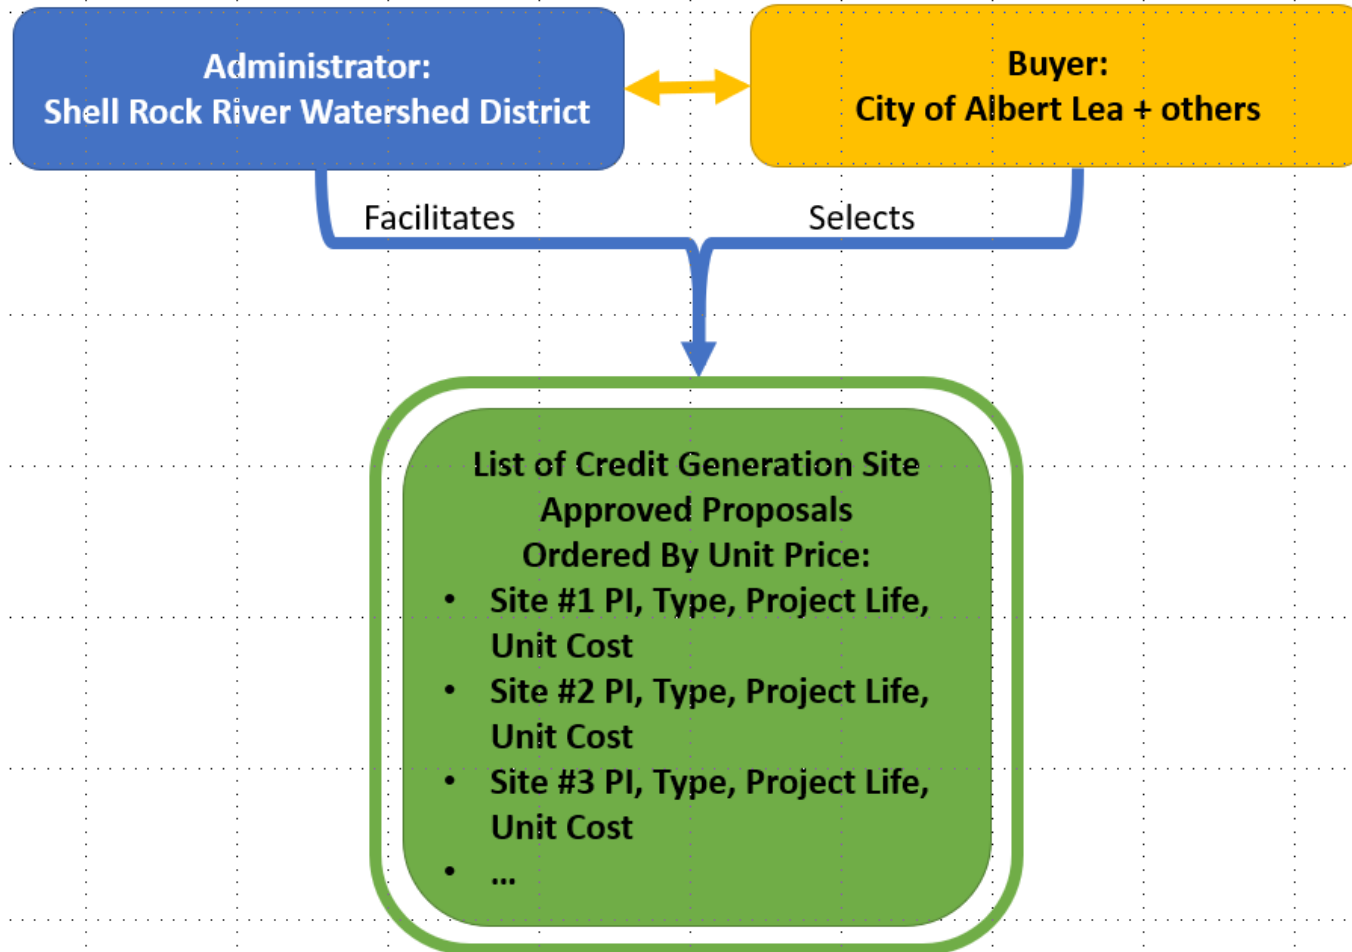 Administrator:
Shell Rock River Watershed District
Buyer:
City of Albert Lea + others
Facilitates
Selects
List of Credit Generation Site
Approved Proposals
Ordered By Unit Price:
• Site #1 PI, Type, Project Life,
Unit Cost
• Site #2 PI, Type, Project Life,
Unit Cost
• Site #3 PI, Type, Project Life,
Unit Cost
• ...